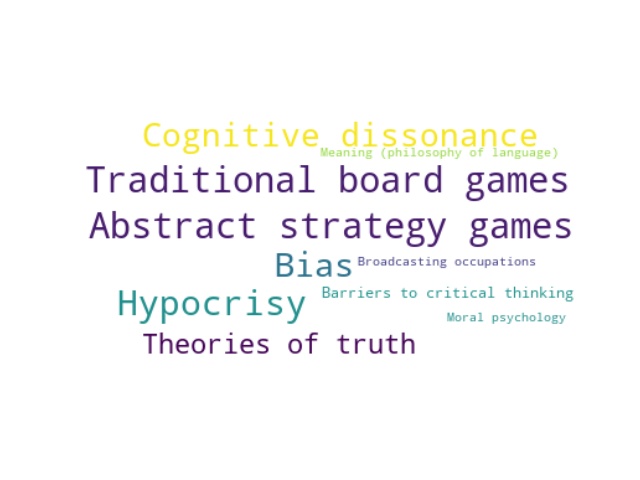 Cognitive dissonance
Meaning (philosophy of language)
Traditional board games
Abstract strategy games
Bias
Broadcasting occupations
Hypocrisy
Barriers to critical thinking
Moral psychology
Theories of truth